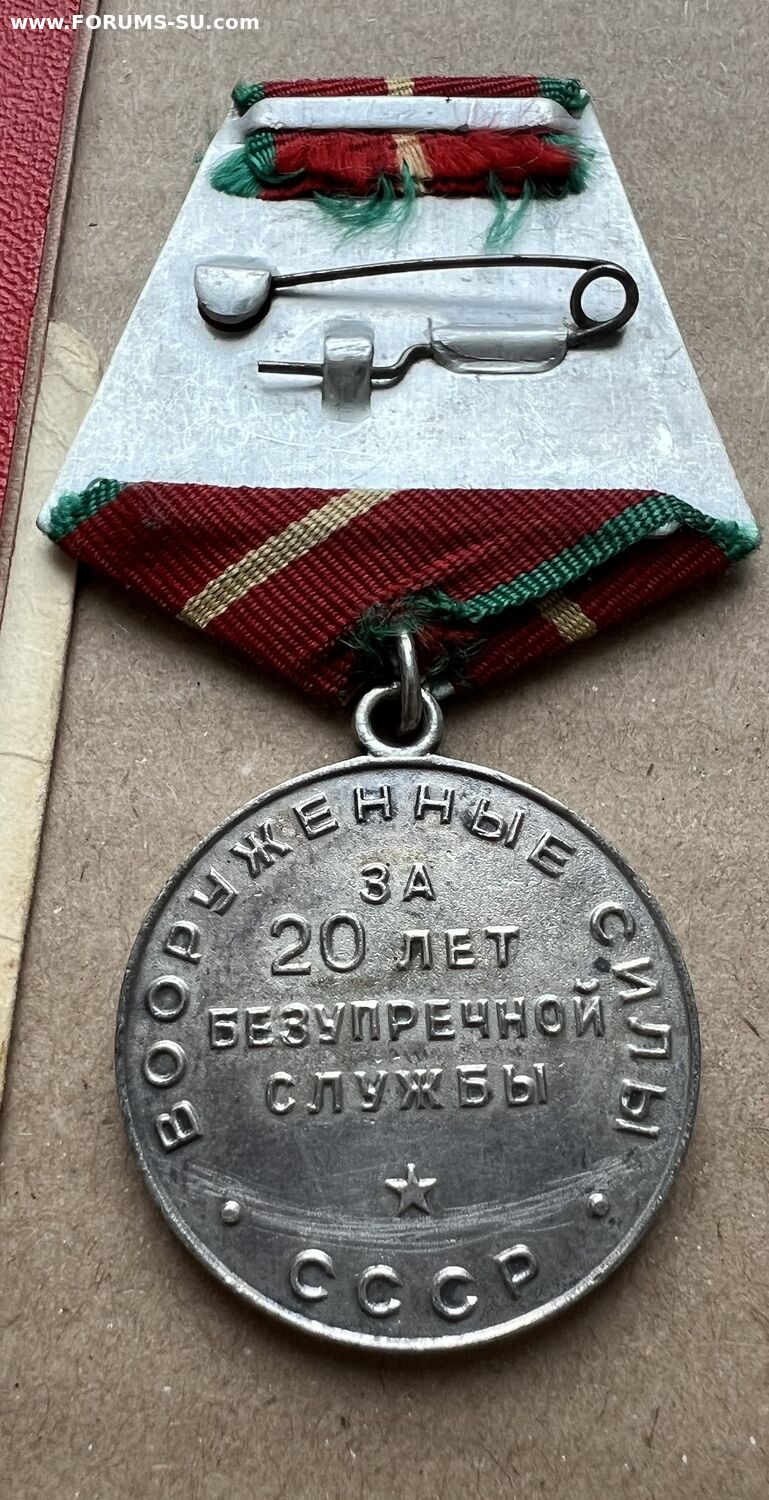 www.FORUMS-SU.com
ВООРУЖЕННЫЕ СИЛЫ
ЗА
20 ЛЕТ
БЕЗУПРЕЧНОЙ
СЛУЖБЫ
СССР